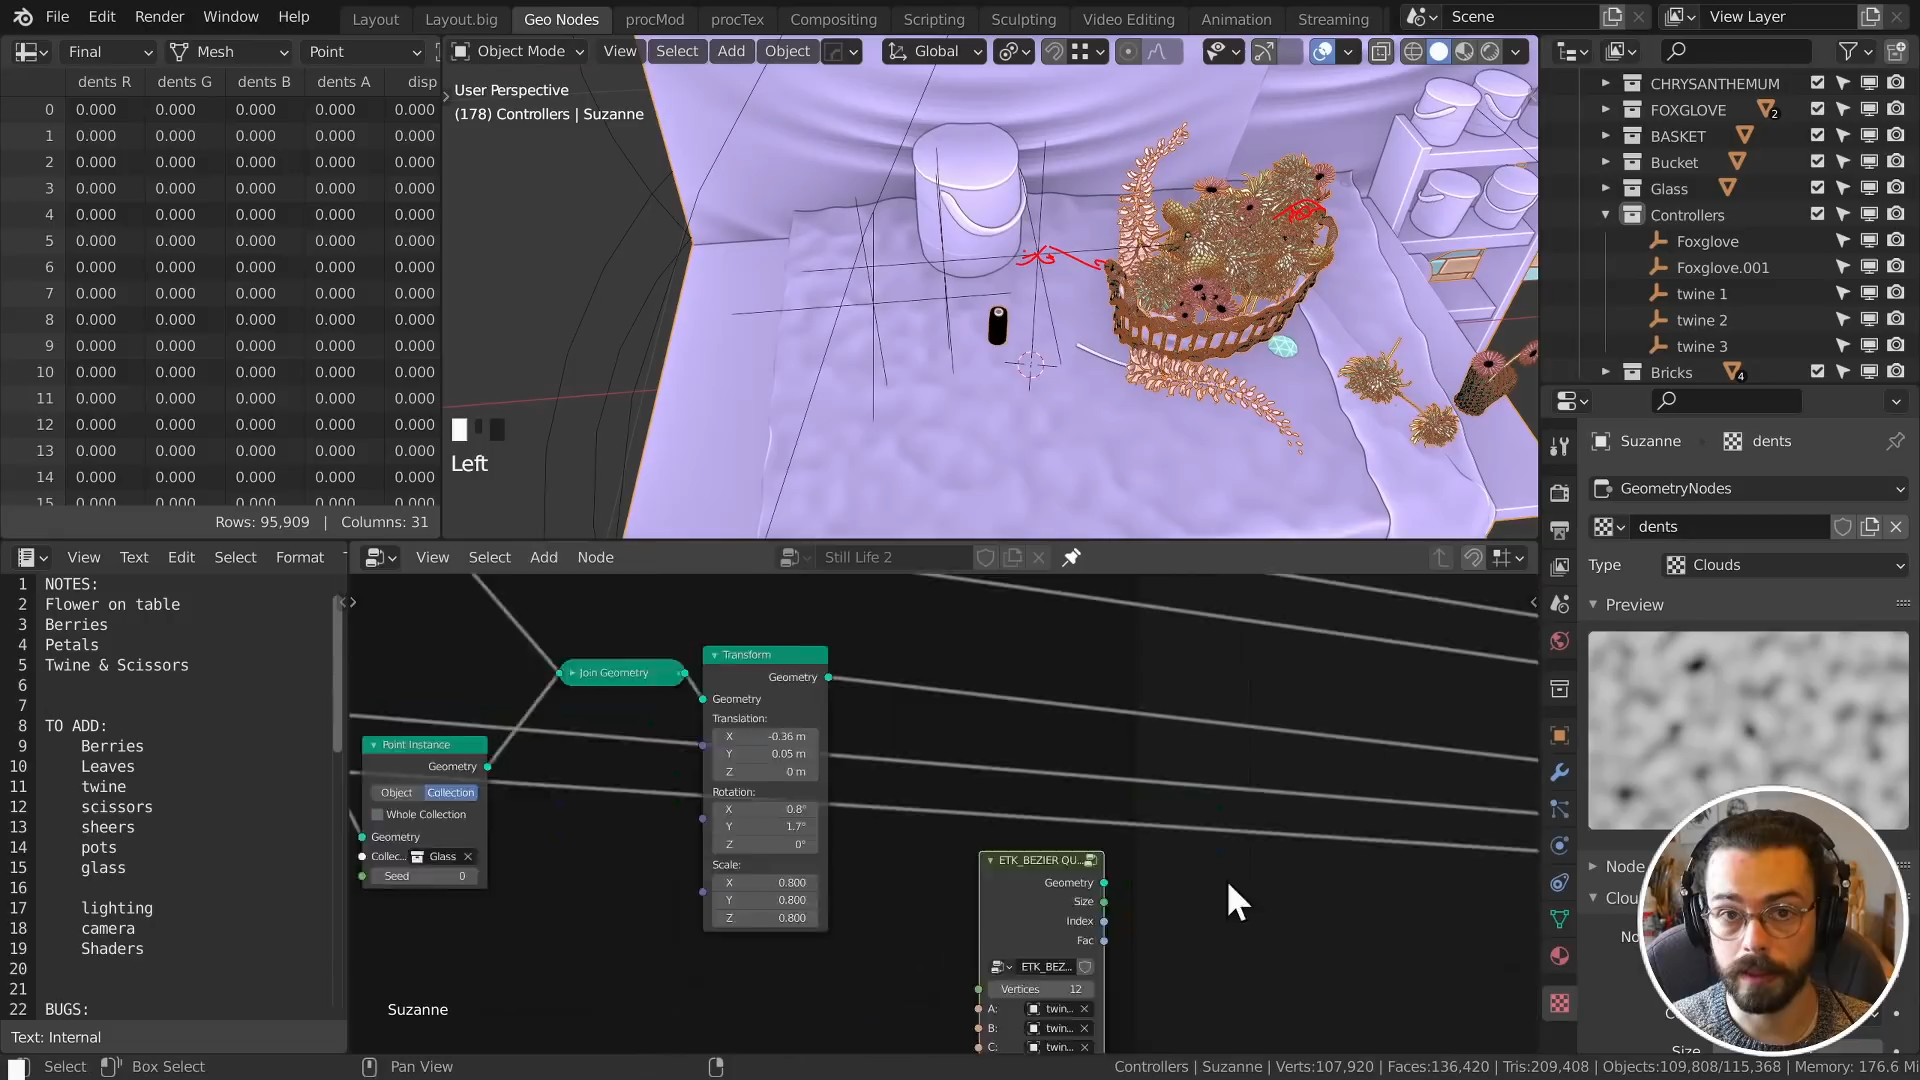 File Edit Render Window Help Layout Layout.big Geo Nodes procMod procTex Compositing Scripting Sculpting Video Editing Animation Streaming Scene View Layer
Final Mesh Point
Object Mode View Select Add Object Global
dents R dents G dents B dents A disp
0 0.000 0.000 0.000 0.000 0.000
1 0.000 0.000 0.000 0.000 0.000
2 0.000 0.000 0.000 0.000 0.000
3 0.000 0.000 0.000 0.000 0.000
4 0.000 0.000 0.000 0.000 0.000
5 0.000 0.000 0.000 0.000 0.000
6 0.000 0.000 0.000 0.000 0.000
7 0.000 0.000 0.000 0.000 0.000
8 0.000 0.000 0.000 0.000 0.000
9 0.000 0.000 0.000 0.000 0.000
10 0.000 0.000 0.000 0.000 0.000
11 0.000 0.000 0.000 0.000 0.000
12 0.000 0.000 0.000 0.000 0.000
13 0.000 0.000 0.000 0.000 0.000
14 0.000 0.000 0.000 0.000 0.000
15 0.000 0.000 0.000 0.000 0.000
Rows: 95,909 | Columns: 31
User Perspective
(178) Controllers | Suzanne
Left
CHRYSANTHEMUM
FOXGLOVE 2
BASKET
Bucket
Glass
Controllers
Foxglove
Foxglove.001
twine 1
twine 2
twine 3
Bricks 4
Suzanne dents
GeometryNodes
dents
Type Clouds
Preview
Node
Clou
No
Size
View Text Edit Select Format
1 NOTES:
2 Flower on table
3 Berries
4 Petals
5 Twine & Scissors
6
7
8 TO ADD:
9 Berries
10 Leaves
11 twine
12 scissors
13 sheers
14 pots
15 glass
16
17 lighting
18 camera
19 Shaders
20
21
22 BUGS:
Text: Internal
View Select Add Node Still Life 2
Join Geometry
Point Instance
Geometry
Object Collection
Whole Collection
Geometry
Collec... Glass
Seed 0
Transform
Geometry
Geometry
Translation:
X -0.36 m
Y 0.05 m
Z 0 m
Rotation:
X 0.8°
Y 1.7°
Z 0°
Scale:
X 0.800
Y 0.800
Z 0.800
ETK_BEZIER QU...
Geometry
Size
Index
Fac
ETK_BEZ...
Vertices 12
A: twin...
B: twin...
C: twin...
Suzanne
Select Box Select Pan View
Controllers | Suzanne | Verts:107,920 | Faces:136,420 | Tris:209,408 | Objects:109,808/115,368 | Memory: 176.6 Mi